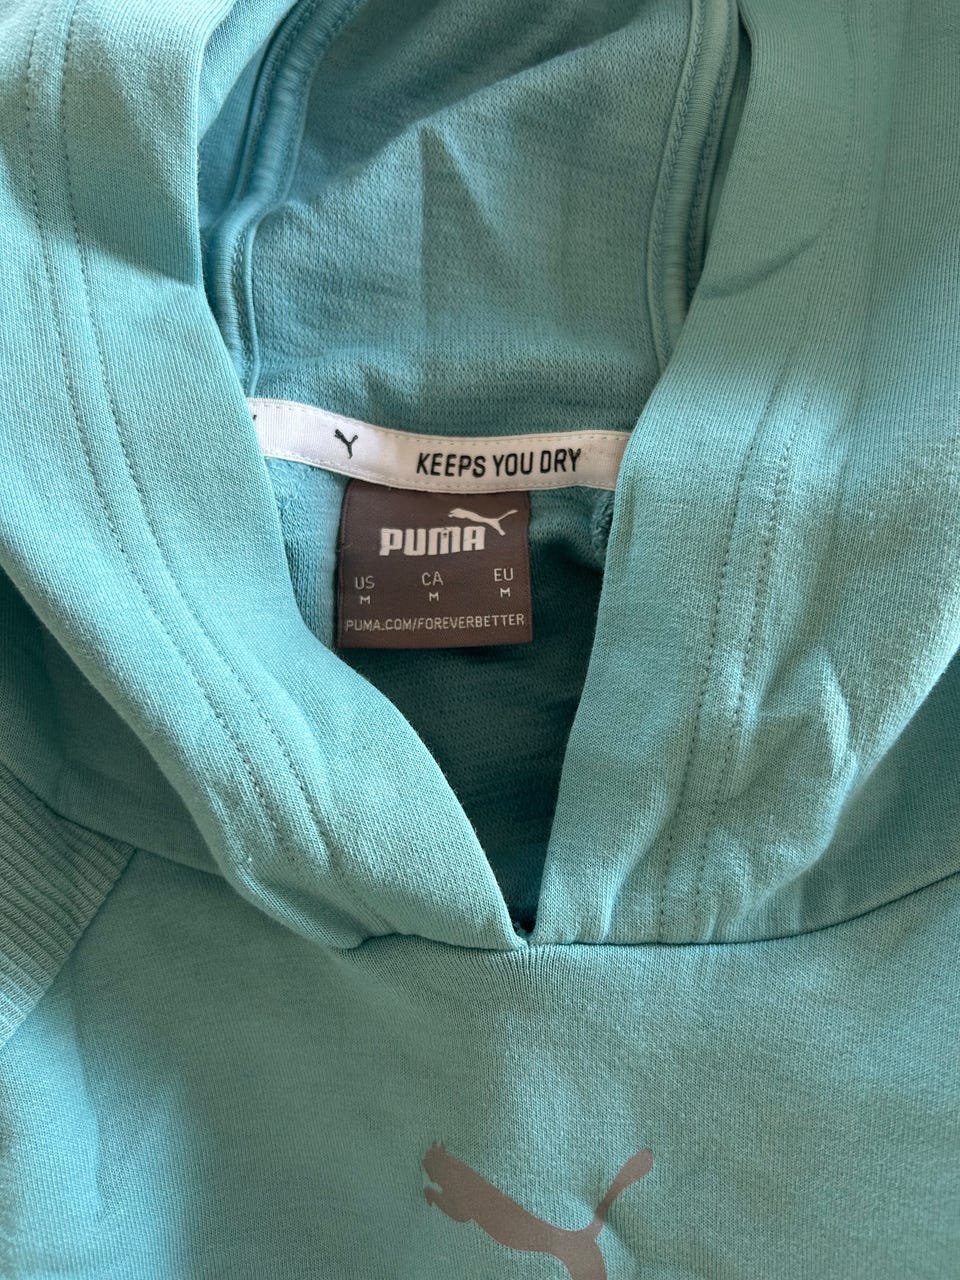 KEEPS YOU DRY
PUMA
US CA EU
M M M
PUMA.COM/FOREVERBETTER